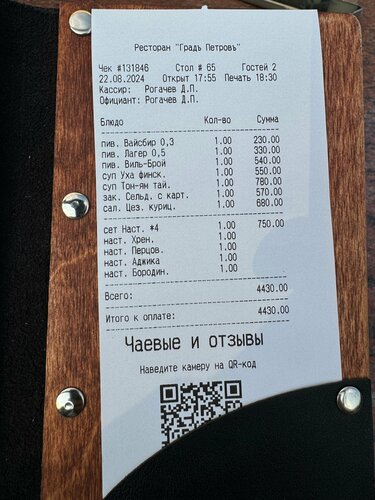 Ресторан "Градъ Петровъ"
Чек #131846 Стол # 65 Гостей 2
22.08.2024 Открыт 17:55 Печать 18:30
Кассир: Рогачев Д.П.
Официант: Рогачев Д.П.
Блюдо Кол-во Сумма
пив. Вайсбир 0,3 1.00 230.00
пив. Лагер 0,5 1.00 330.00
пив. Виль-Брой 1.00 540.00
суп Уха финск. 1.00 550.00
суп Том-ям тай. 1.00 780.00
зак. Сельд. с карт. 1.00 570.00
сал. Цез. куриц. 1.00 680.00
сет Наст. *4 1.00 750.00
наст. Хрен. 1.00
наст. Перцов. 1.00
наст. Аджика 1.00
наст. Бородин. 1.00
Всего: 4430.00
Итого к оплате: 4430.00
Чаевые и отзывы
Наведите камеру на QR-код